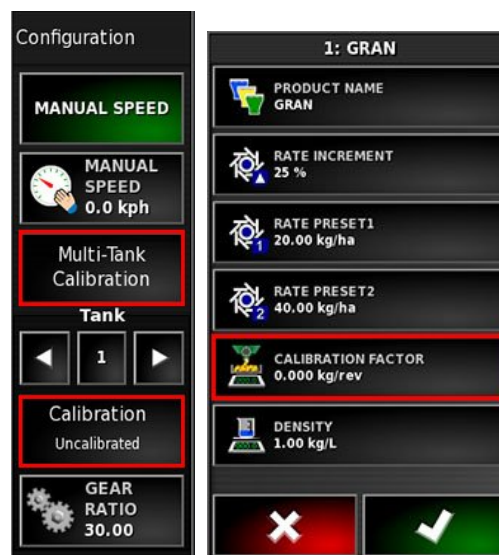 Configuration
MANUAL SPEED
MANUAL
SPEED
0.0 kph
Multi-Tank
Calibration
Tank
1
Calibration
Uncalibrated
GEAR
RATIO
30.00
1: GRAN
PRODUCT NAME
GRAN
RATE INCREMENT
25 %
RATE PRESET1
20.00 kg/ha
1
RATE PRESET2
40.00 kg/ha
2
CALIBRATION FACTOR
0.000 kg/rev
DENSITY
1.00 kg/L